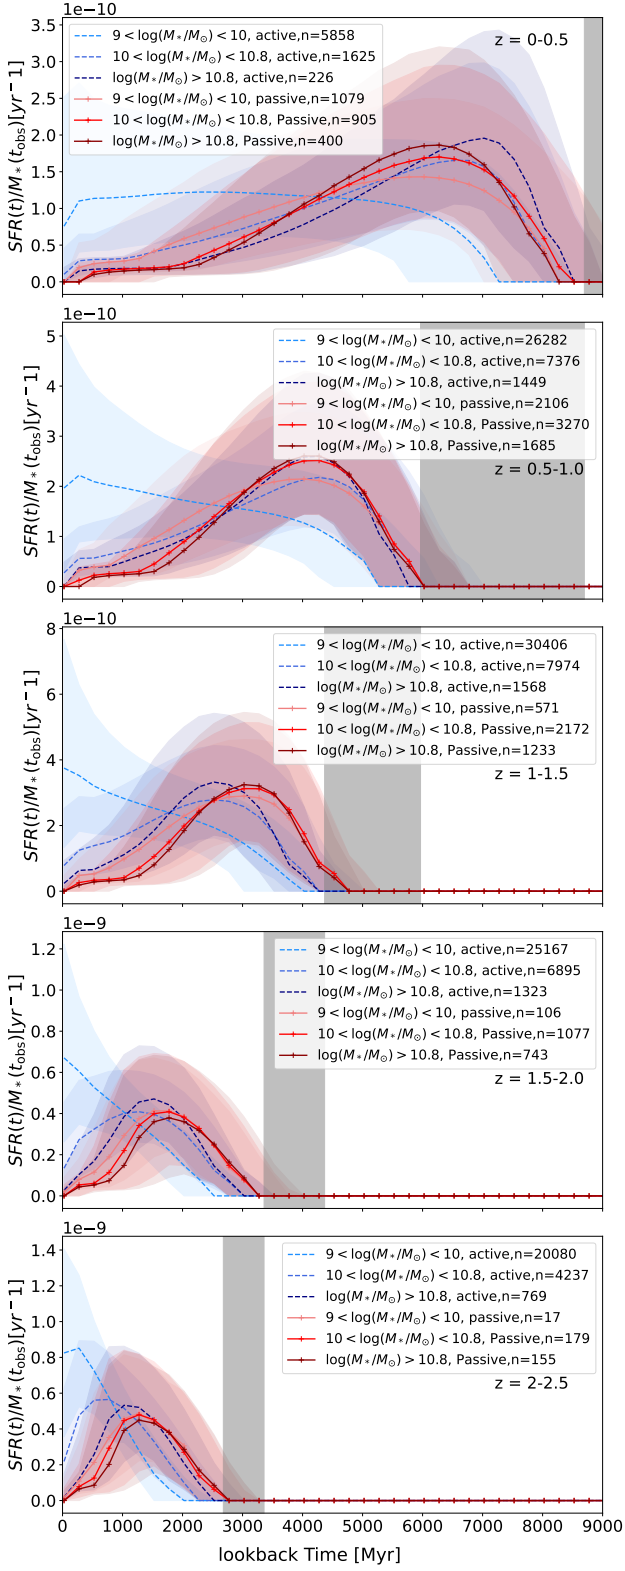 1e−10
3.5
3.0
2.5
2.0
1.5
1.0
0.5
0.0
SFR(t)/M*(t_obs)[yr−1]
9<log(M*/M⊙)<10, active,n=5858
10<log(M*/M⊙)<10.8, active,n=1625
log(M*/M⊙)>10.8, active,n=226
9<log(M*/M⊙)<10, passive,n=1079
10<log(M*/M⊙)<10.8, Passive,n=905
log(M*/M⊙)>10.8, Passive,n=400
z = 0-0.5
1e−10
5
4
3
2
1
0
SFR(t)/M*(t_obs)[yr−1]
9<log(M*/M⊙)<10, active,n=26282
10<log(M*/M⊙)<10.8, active,n=7376
log(M*/M⊙)>10.8, active,n=1449
9<log(M*/M⊙)<10, passive,n=2106
10<log(M*/M⊙)<10.8, Passive,n=3270
log(M*/M⊙)>10.8, Passive,n=1685
z = 0.5-1.0
1e−10
8
6
4
2
0
SFR(t)/M*(t_obs)[yr−1]
9<log(M*/M⊙)<10, active,n=30406
10<log(M*/M⊙)<10.8, active,n=7974
log(M*/M⊙)>10.8, active,n=1568
9<log(M*/M⊙)<10, passive,n=571
10<log(M*/M⊙)<10.8, Passive,n=2172
log(M*/M⊙)>10.8, Passive,n=1233
z = 1-1.5
1e−9
1.2
1.0
0.8
0.6
0.4
0.2
0.0
SFR(t)/M*(t_obs)[yr−1]
9<log(M*/M⊙)<10, active,n=25167
10<log(M*/M⊙)<10.8, active,n=6895
log(M*/M⊙)>10.8, active,n=1323
9<log(M*/M⊙)<10, passive,n=106
10<log(M*/M⊙)<10.8, Passive,n=1077
log(M*/M⊙)>10.8, Passive,n=743
z = 1.5-2.0
1e−9
1.4
1.2
1.0
0.8
0.6
0.4
0.2
0.0
SFR(t)/M*(t_obs)[yr−1]
9<log(M*/M⊙)<10, active,n=20080
10<log(M*/M⊙)<10.8, active,n=4237
log(M*/M⊙)>10.8, active,n=769
9<log(M*/M⊙)<10, passive,n=17
10<log(M*/M⊙)<10.8, Passive,n=179
log(M*/M⊙)>10.8, Passive,n=155
z = 2-2.5
0 1000 2000 3000 4000 5000 6000 7000 8000 9000
lookback Time [Myr]